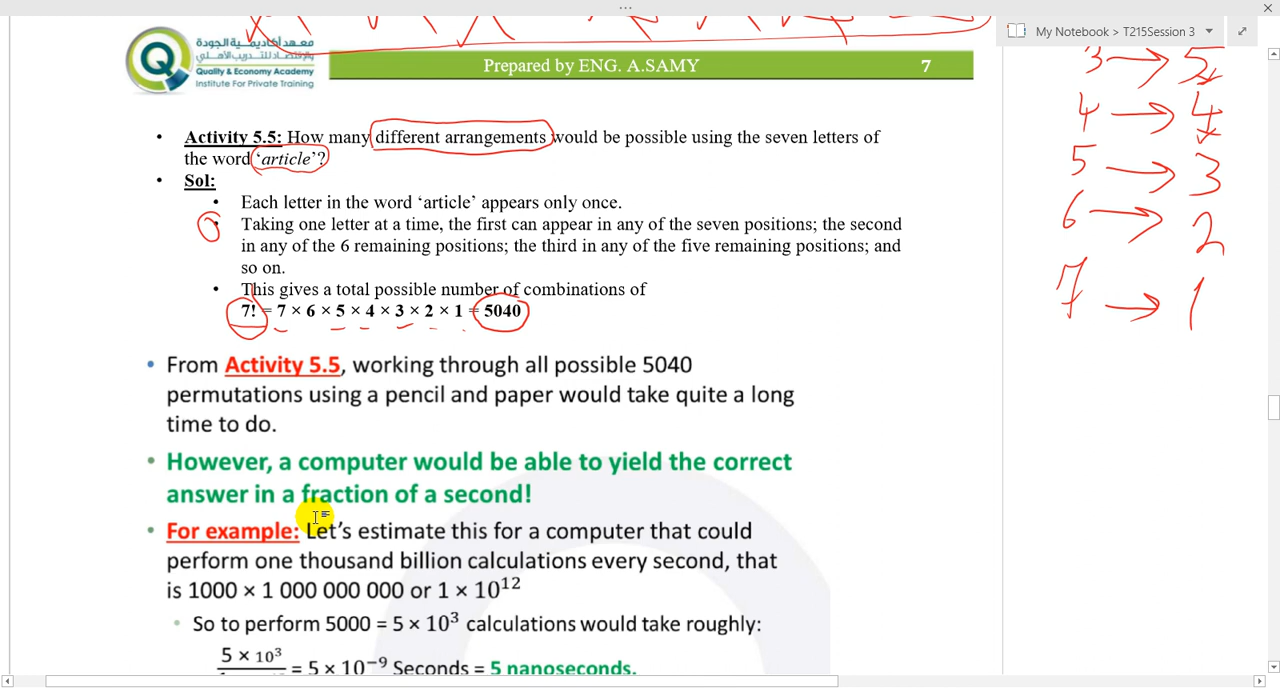 My Notebook > T215Session 3
معهد أكاديمية الجودة
والاقتصاد للتدريب الأهلي
Quality & Economy Academy
Institute For Private Training
Prepared by ENG. A.SAMY 7
• Activity 5.5: How many different arrangements would be possible using the seven letters of
the word ‘article’?
• Sol:
• Each letter in the word ‘article’ appears only once.
• Taking one letter at a time, the first can appear in any of the seven positions; the second
in any of the 6 remaining positions; the third in any of the five remaining positions; and
so on.
• This gives a total possible number of combinations of
7! = 7 × 6 × 5 × 4 × 3 × 2 × 1 = 5040
• From Activity 5.5, working through all possible 5040
permutations using a pencil and paper would take quite a long
time to do.
• However, a computer would be able to yield the correct
answer in a fraction of a second!
• For example: Let’s estimate this for a computer that could
perform one thousand billion calculations every second, that
is 1000 × 1 000 000 000 or 1 × 10¹²
• So to perform 5000 = 5 × 10³ calculations would take roughly:
5 × 10³
= 5 × 10⁻⁹ Seconds = 5 nanoseconds.
3 → 5
4 → 4
5 → 3
6 → 2
7 → 1